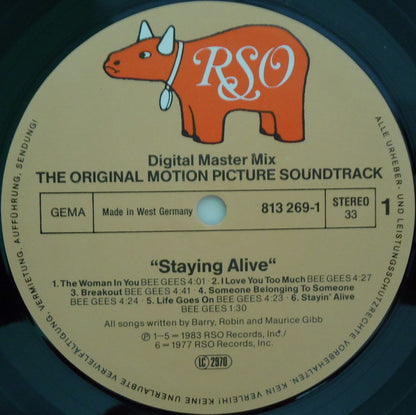 RSO
Digital Master Mix
THE ORIGINAL MOTION PICTURE SOUNDTRACK
GEMA
Made in West Germany
813 269-1
STEREO
33
1
"Staying Alive"
1. The Woman in You BEE GEES 4:01 · 2. I Love You Too Much BEE GEES 4:27
3. Breakout BEE GEES 4:41 · 4. Someone Belonging To Someone
BEE GEES 4:24 · 5. Life Goes On BEE GEES 4:23 · 6. Stayin' Alive
BEE GEES 1:30
All songs written by Barry, Robin and Maurice Gibb
Ⓟ 1–5 = 1983 RSO Records, Inc./
6 = 1977 RSO Records, Inc.
LC 2970
ALLE URHEBER- UND LEISTUNGSSCHUTZRECHTE VORBEHALTEN. KEIN VERLEIH! KEINE UNERLAUBTE VERVIELFÄLTIGUNG, VERMIETUNG, AUFFÜHRUNG, SENDUNG!